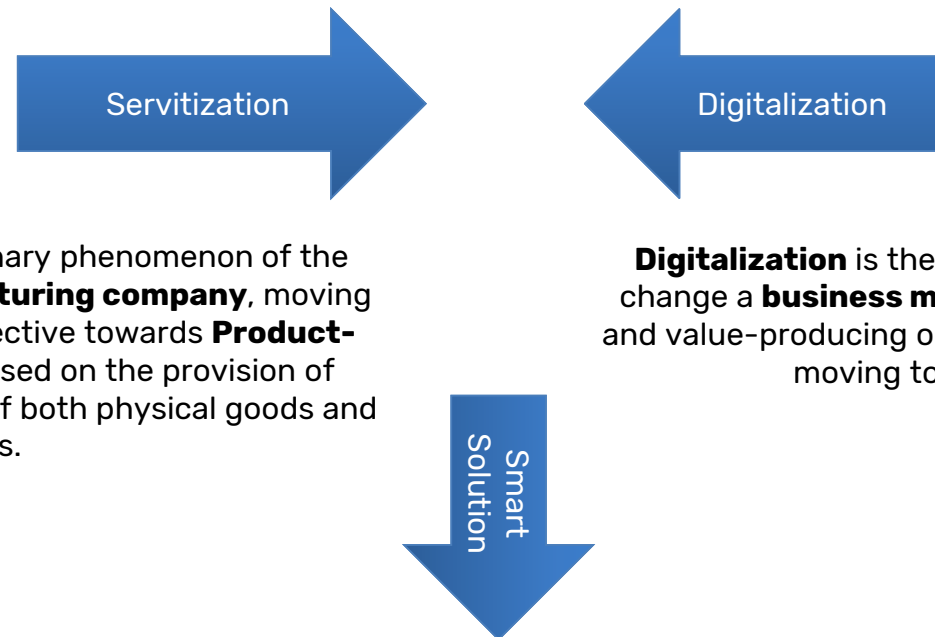 Servitization
Digitalization
nary phenomenon of the
turing company, moving
ective towards Product-
sed on the provision of
f both physical goods and
s.
Digitalization is the
change a business m
and value-producing o
moving to
Smart
Solution